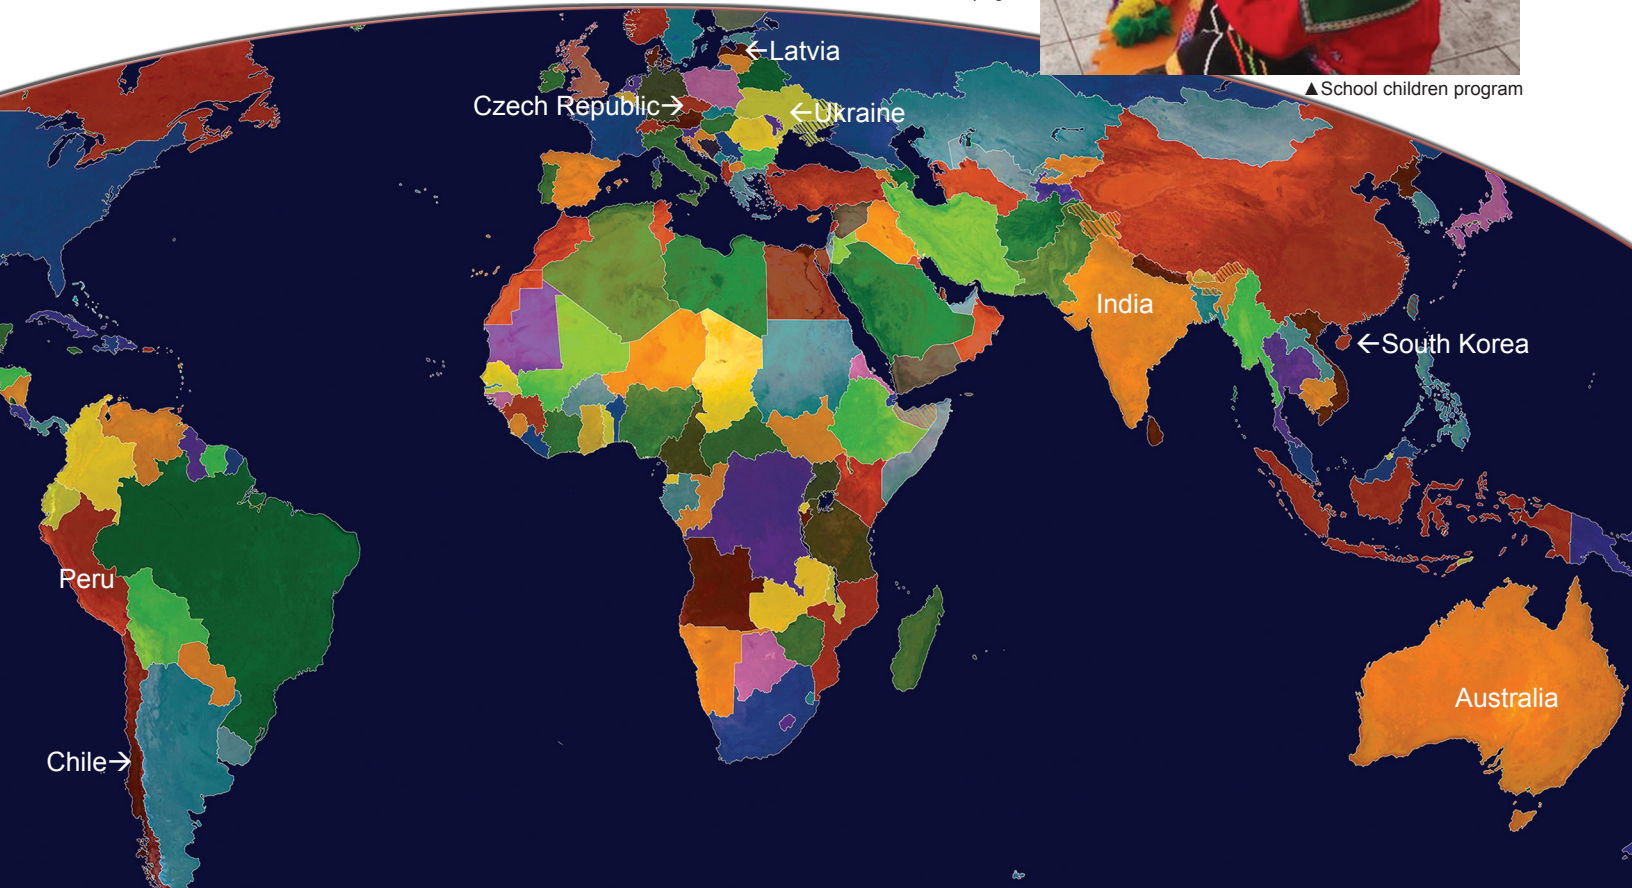 ←Latvia
▲School children program
Czech Republic→
←Ukraine
India
←South Korea
Peru
Australia
Chile→